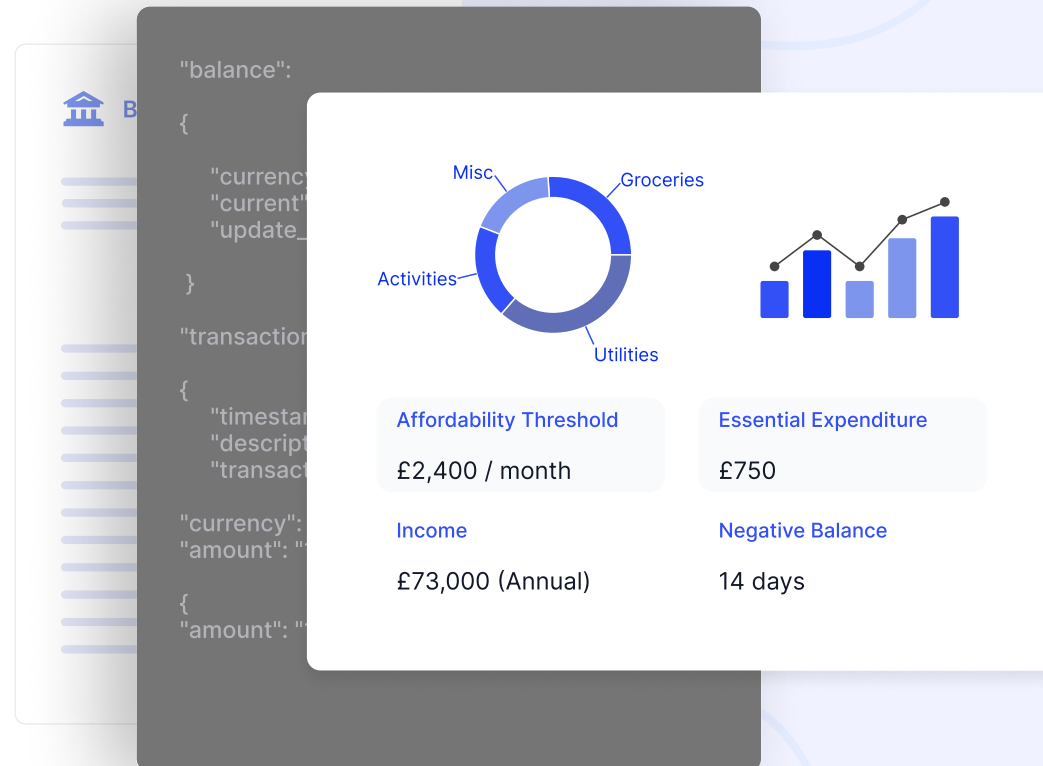 B
"balance":
{
"currency
"current"
"update_
}
"transaction
{
"timestam
"descript
"transact
"currency":
"amount": "
{
"amount": "
Misc
Groceries
Activities
Utilities
Affordability Threshold
£2,400 / month
Essential Expenditure
£750
Income
£73,000 (Annual)
Negative Balance
14 days